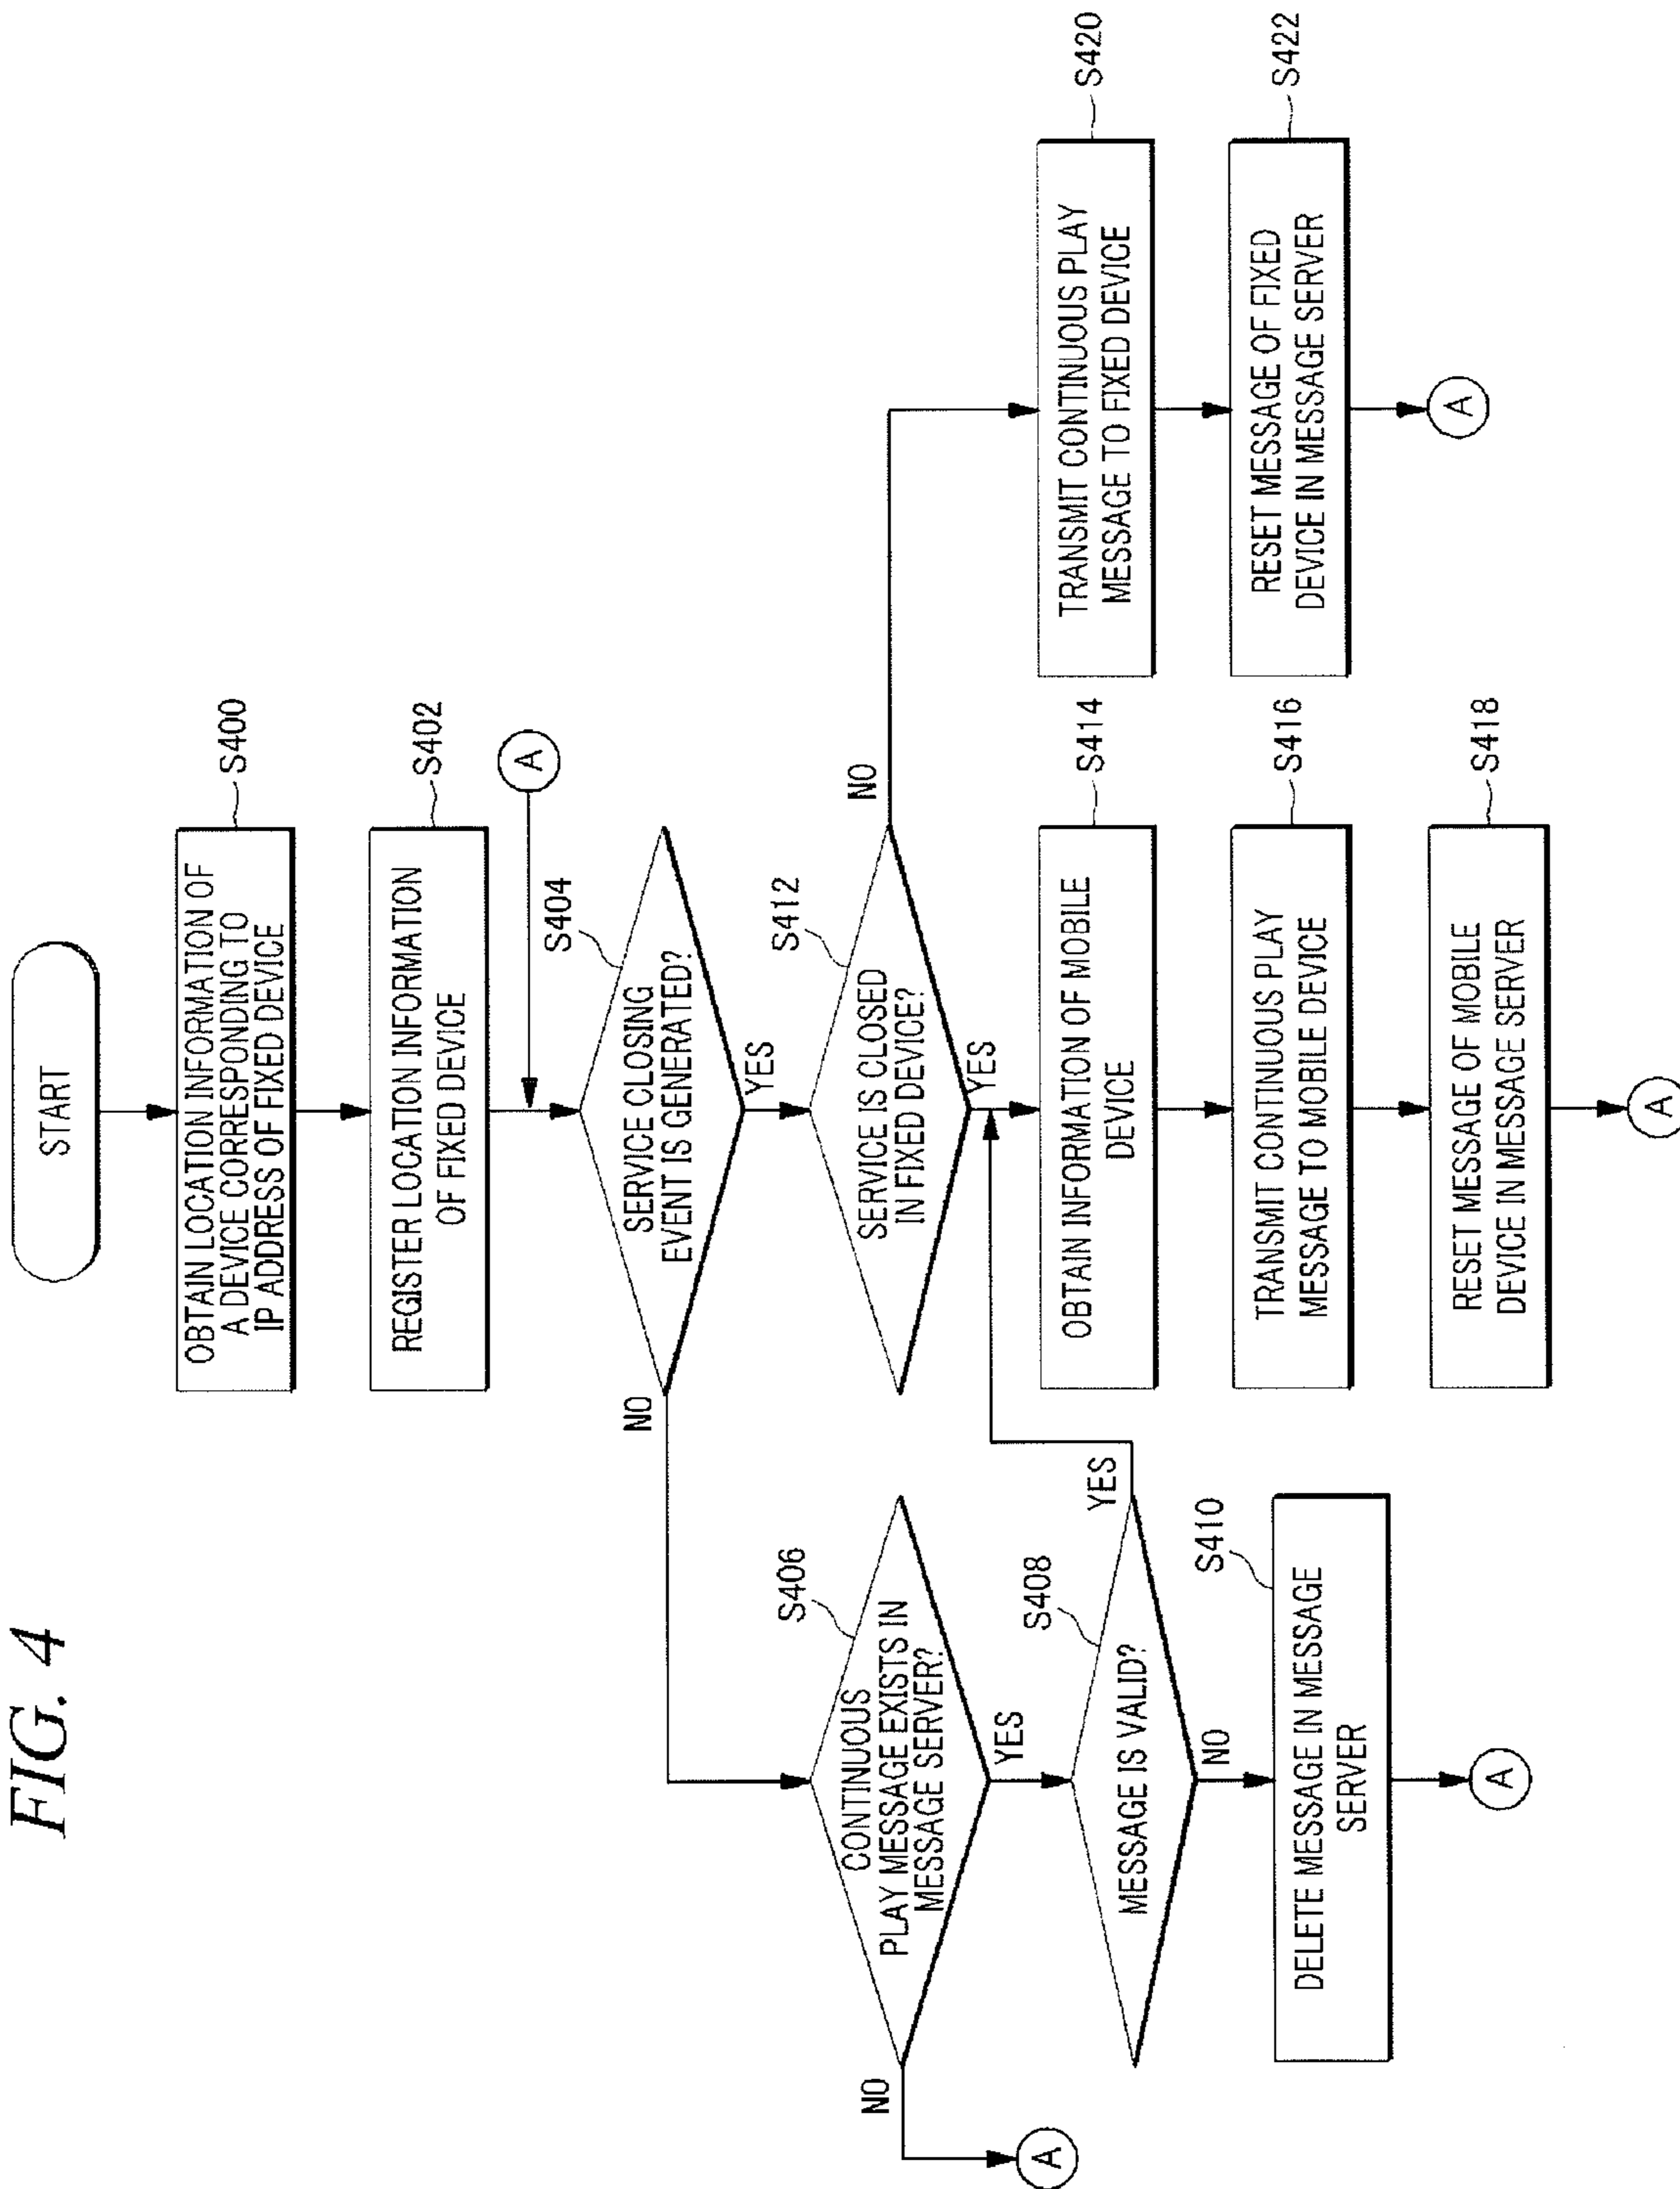 FIG. 4
START
OBTAIN LOCATION INFORMATION OF
A DEVICE CORRESPONDING TO
IP ADDRESS OF FIXED DEVICE
S400
REGISTER LOCATION INFORMATION
OF FIXED DEVICE
S402
A
SERVICE CLOSING
EVENT IS GENERATED?
S404
NO
YES
CONTINUOUS
PLAY MESSAGE EXISTS IN
MESSAGE SERVER?
S406
NO
A
YES
MESSAGE IS VALID?
S408
YES
NO
DELETE MESSAGE IN MESSAGE
SERVER
S410
A
SERVICE IS CLOSED
IN FIXED DEVICE?
S412
NO
YES
OBTAIN INFORMATION OF MOBILE
DEVICE
S414
TRANSMIT CONTINUOUS PLAY
MESSAGE TO MOBILE DEVICE
S416
RESET MESSAGE OF MOBILE
DEVICE IN MESSAGE SERVER
S418
A
TRANSMIT CONTINUOUS PLAY
MESSAGE TO FIXED DEVICE
S420
RESET MESSAGE OF FIXED
DEVICE IN MESSAGE SERVER
S422
A